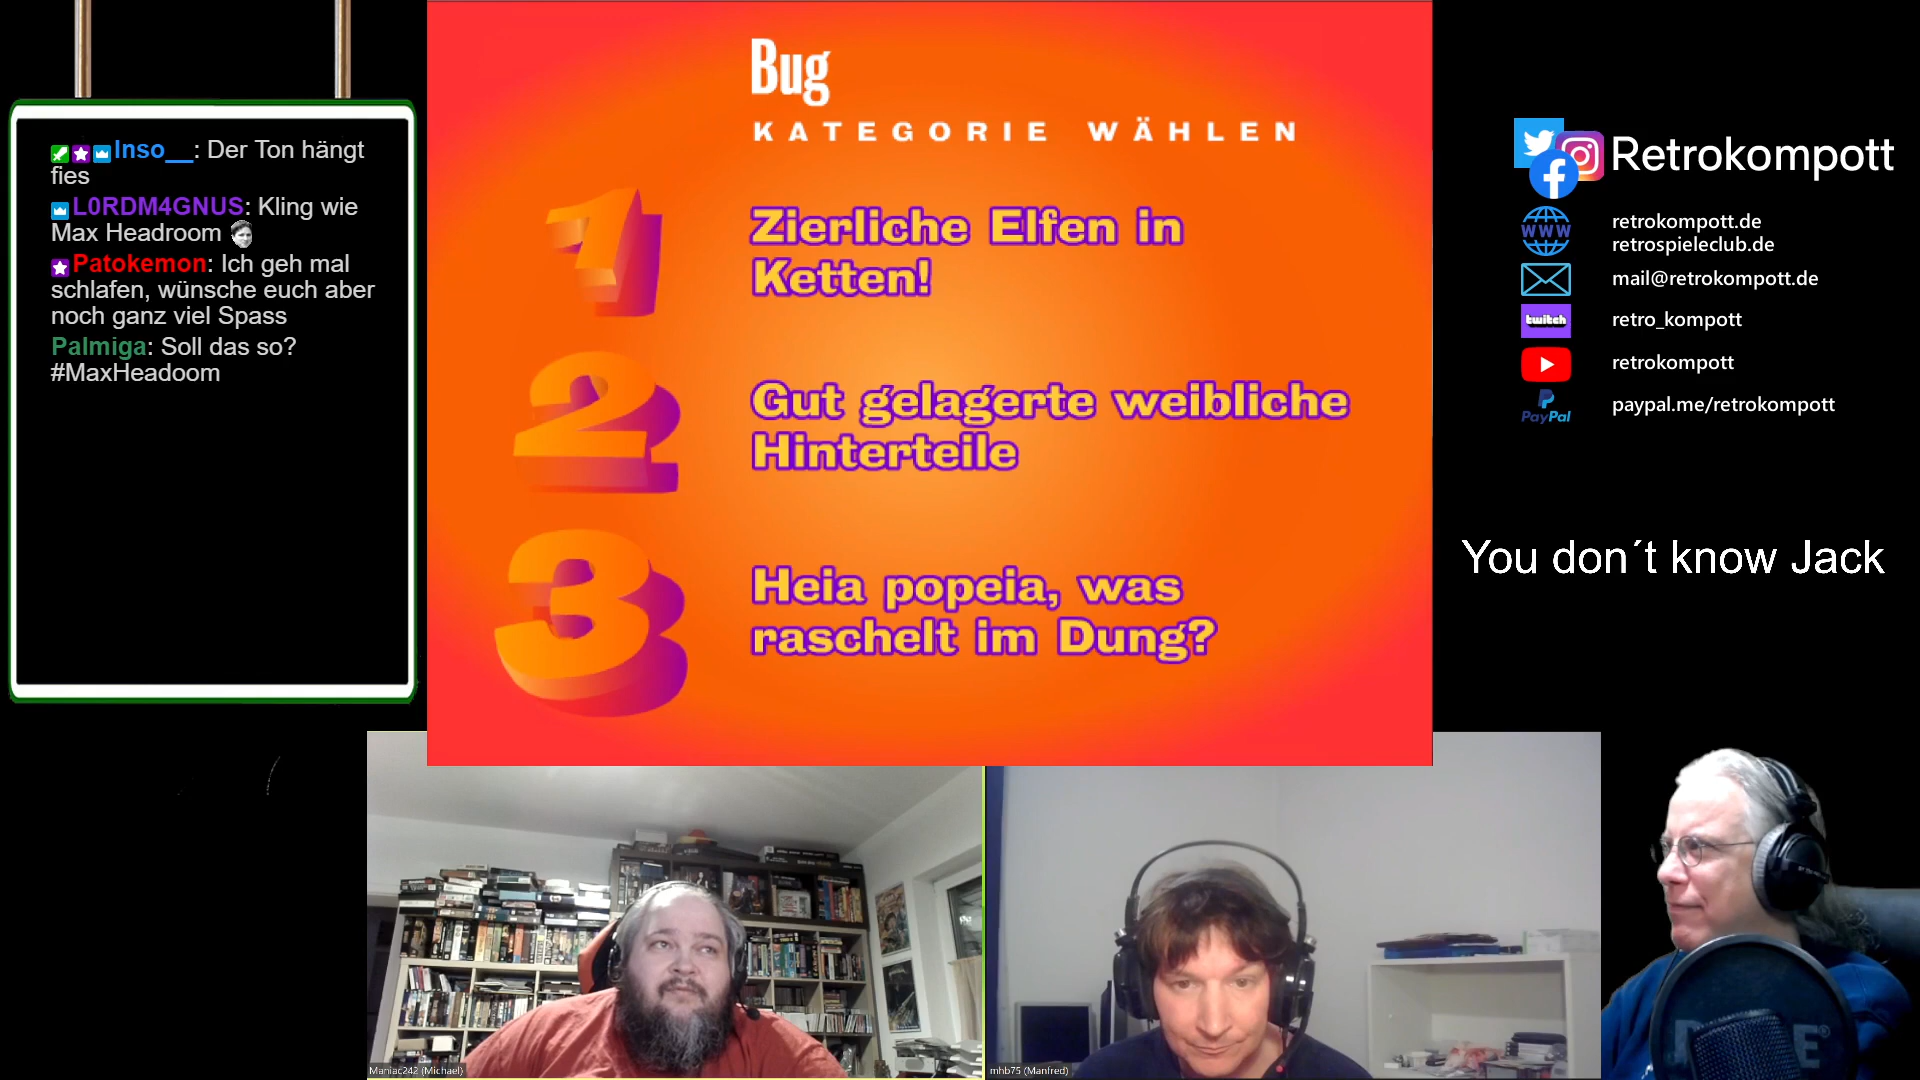 Inso__: Der Ton hängt
fies
L0RDM4GNUS: Kling wie
Max Headroom
Patokemon: Ich geh mal
schlafen, wünsche euch aber
noch ganz viel Spass
Palmiga: Soll das so?
#MaxHeadoom
Bug
KATEGORIE WÄHLEN
1
Zierliche Elfen in
Ketten!
2
Gut gelagerte weibliche
Hinterteile
3
Heia popeia, was
raschelt im Dung?
Retrokompott
WWW
retrokompott.de
retrospieleclub.de
mail@retrokompott.de
twitch
retro_kompott
retrokompott
PayPal
paypal.me/retrokompott
You don´t know Jack
Maniac242 (Michael)
mhb75 (Manfred)